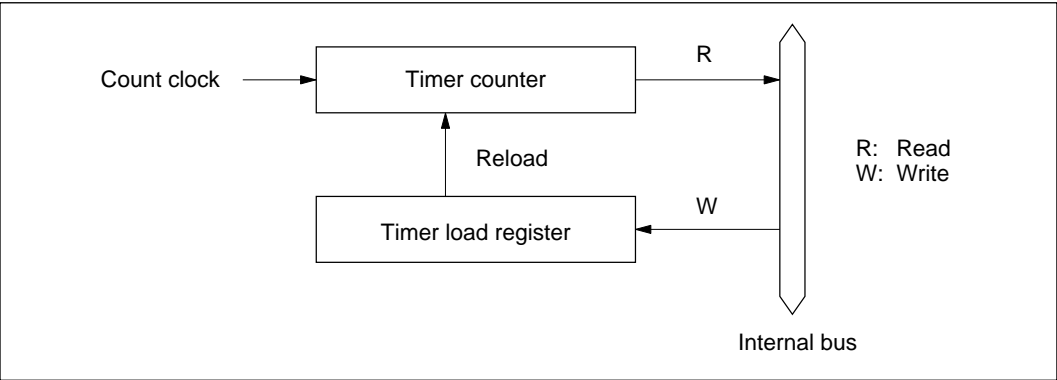 R
Count clock
Timer counter
Reload
R: Read
W: Write
W
Timer load register
Internal bus